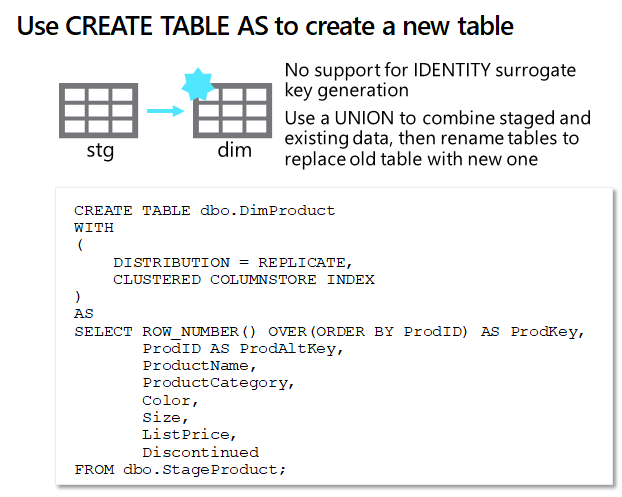 Use CREATE TABLE AS to create a new table
No support for IDENTITY surrogate
key generation
Use a UNION to combine staged and
existing data, then rename tables to
replace old table with new one
stg
dim
CREATE TABLE dbo.DimProduct
WITH
(
    DISTRIBUTION = REPLICATE,
    CLUSTERED COLUMNSTORE INDEX
)
AS
SELECT ROW_NUMBER() OVER(ORDER BY ProdID) AS ProdKey,
       ProdID AS ProdAltKey,
       ProductName,
       ProductCategory,
       Color,
       Size,
       ListPrice,
       Discontinued
FROM dbo.StageProduct;